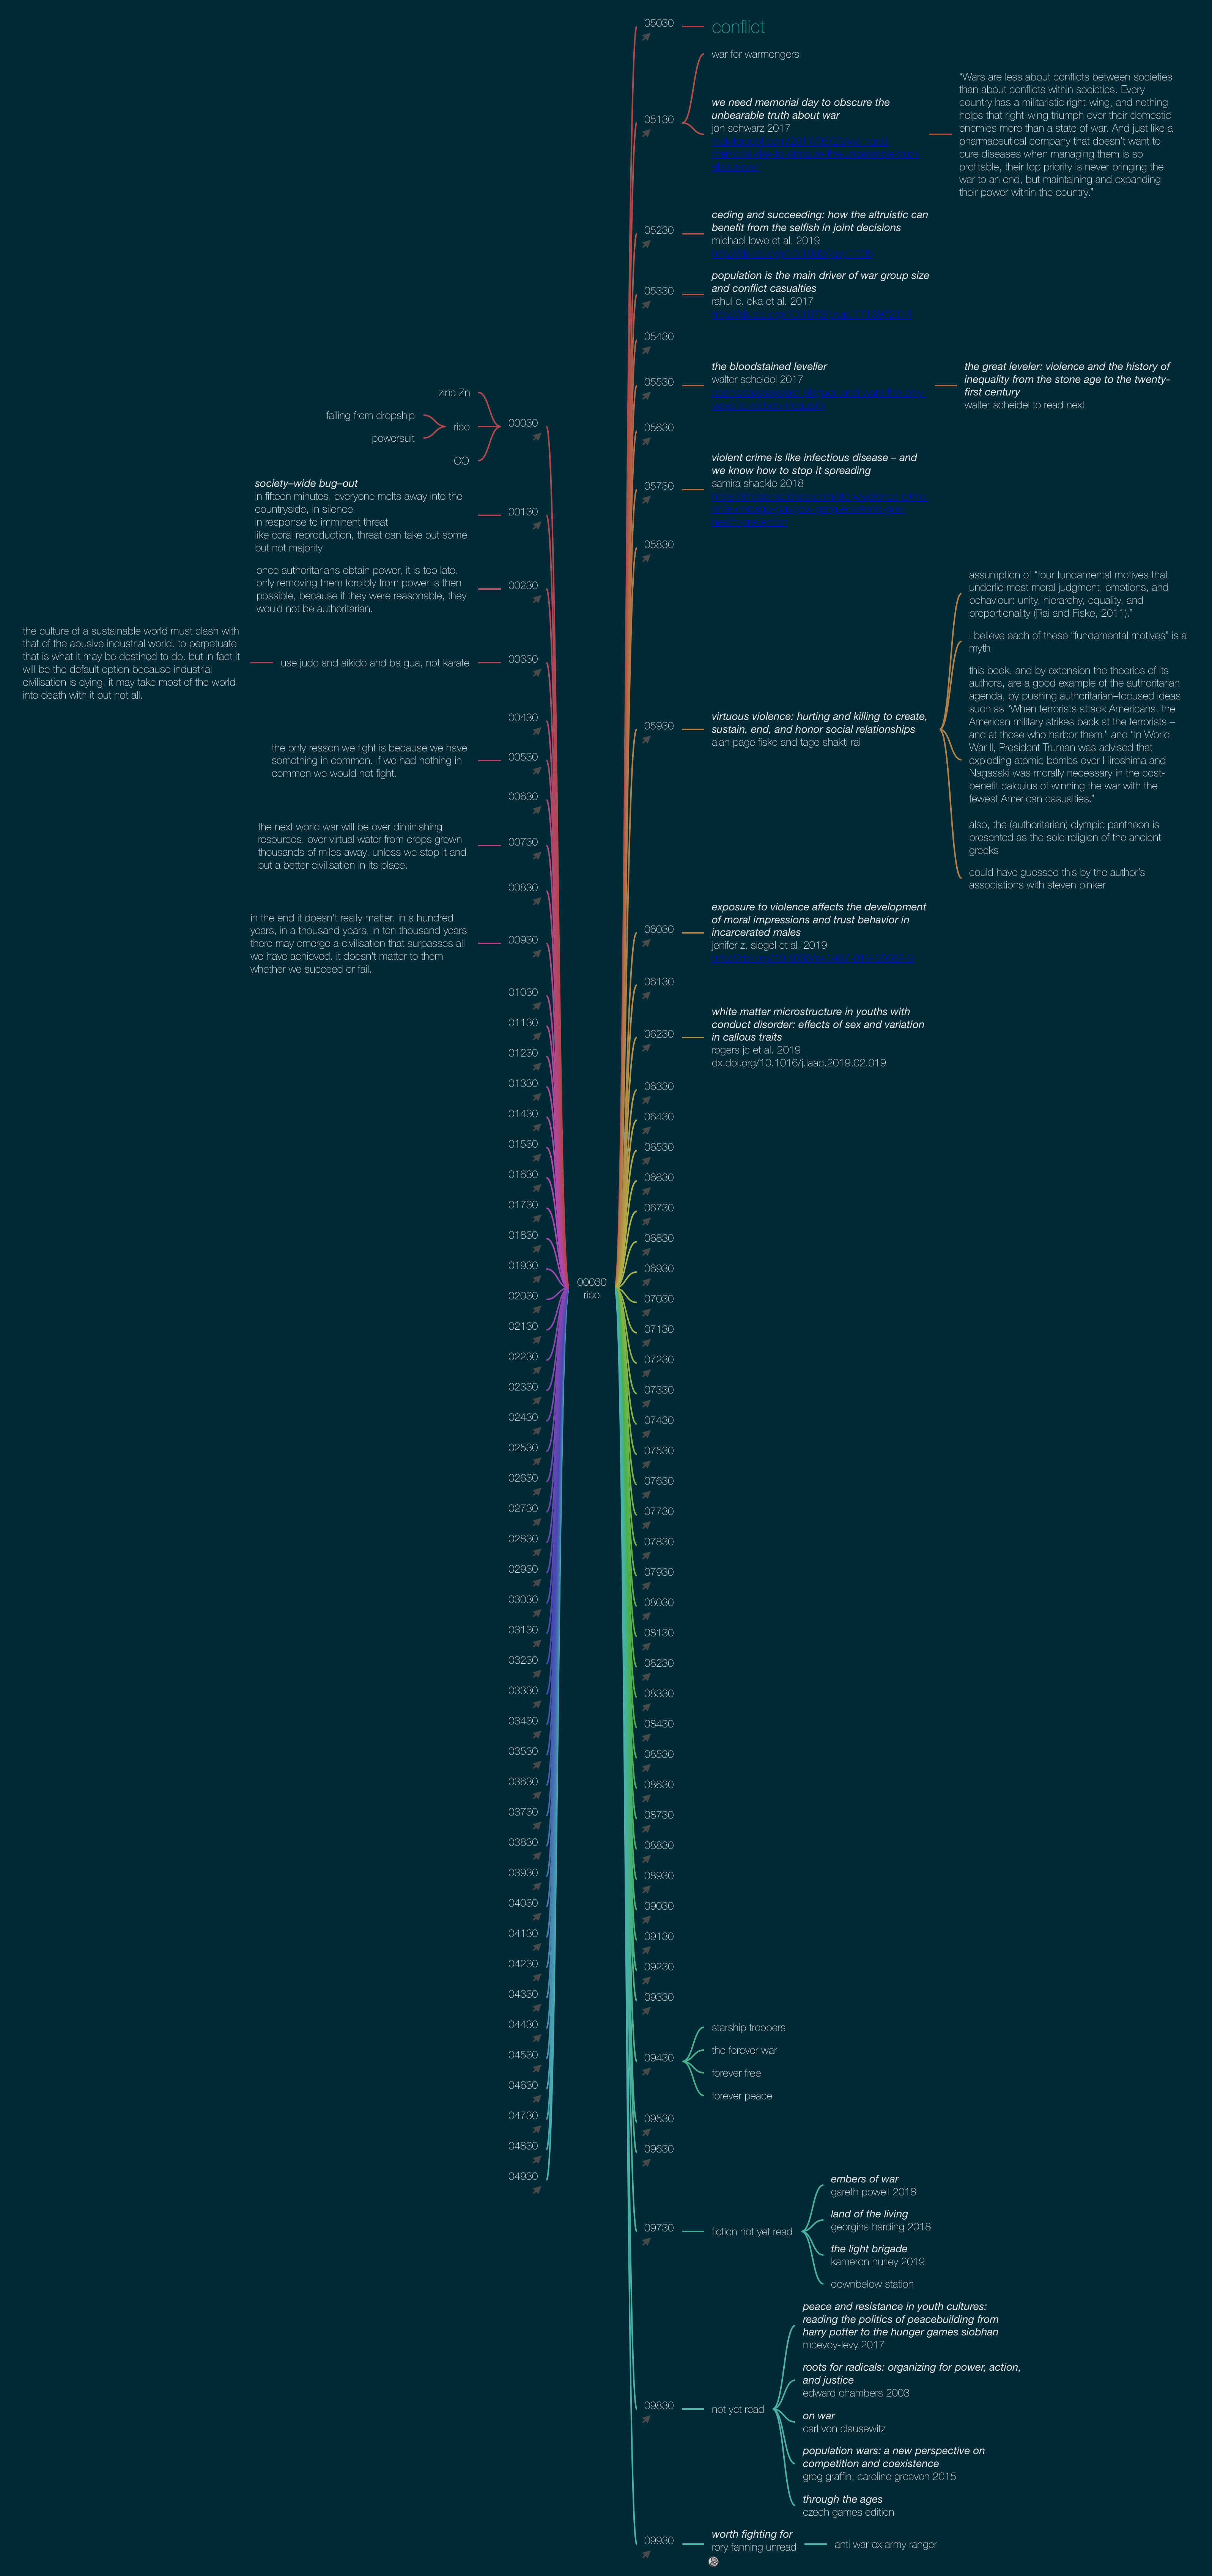 00030
rico
zinc Zn
falling from dropship
powersuit
rico
CO
00030
society–wide bug–out
in fifteen minutes, everyone melts away into the
countryside, in silence
in response to imminent threat
like coral reproduction, threat can take out some
but not majority
00130
once authoritarians obtain power, it is too late.
only removing them forcibly from power is then
possible, because if they were reasonable, they
would not be authoritarian.
00230
the culture of a sustainable world must clash with
that of the abusive industrial world. to perpetuate
that is what it may be destined to do. but in fact it
will be the default option because industrial
civilisation is dying. it may take most of the world
into death with it but not all.
use judo and aikido and ba gua, not karate
00330
00430
the only reason we fight is because we have
something in common. if we had nothing in
common we would not fight.
00530
00630
the next world war will be over diminishing
resources, over virtual water from crops grown
thousands of miles away. unless we stop it and
put a better civilisation in its place.
00730
00830
in the end it doesn't really matter. in a hundred
years, in a thousand years, in ten thousand years
there may emerge a civilisation that surpasses all
we have achieved. it doesn't matter to them
whether we succeed or fail.
00930
01030
01130
01230
01330
01430
01530
01630
01730
01830
01930
02030
02130
02230
02330
02430
02530
02630
02730
02830
02930
03030
03130
03230
03330
03430
03530
03630
03730
03830
03930
04030
04130
04230
04330
04430
04530
04630
04730
04830
04930
05030
conflict
05130
war for warmongers
we need memorial day to obscure the
unbearable truth about war
jon schwarz 2017
“Wars are less about conflicts between societies
than about conflicts within societies. Every
country has a militaristic right-wing, and nothing
helps that right-wing triumph over their domestic
enemies more than a state of war. And just like a
pharmaceutical company that doesn't want to
cure diseases when managing them is so
profitable, their top priority is never bringing the
war to an end, but maintaining and expanding
their power within the country.”
05230
ceding and succeeding: how the altruistic can
benefit from the selfish in joint decisions
michael lowe et al. 2019
05330
population is the main driver of war group size
and conflict casualties
rahul c. oka et al. 2017
05430
05530
the bloodstained leveller
walter scheidel 2017
the great leveler: violence and the history of
inequality from the stone age to the twenty-
first century
walter scheidel to read next
05630
05730
violent crime is like infectious disease – and
we know how to stop it spreading
samira shackle 2018
05830
05930
virtuous violence: hurting and killing to create,
sustain, end, and honor social relationships
alan page fiske and tage shakti rai
assumption of “four fundamental motives that
underlie most moral judgment, emotions, and
behaviour: unity, hierarchy, equality, and
proportionality (Rai and Fiske, 2011).”
I believe each of these “fundamental motives” is a
myth
this book. and by extension the theories of its
authors, are a good example of the authoritarian
agenda, by pushing authoritarian–focused ideas
such as “When terrorists attack Americans, the
American military strikes back at the terrorists –
and at those who harbor them.” and “In World
War II, President Truman was advised that
exploding atomic bombs over Hiroshima and
Nagasaki was morally necessary in the cost-
benefit calculus of winning the war with the
fewest American casualties.”
also, the (authoritarian) olympic pantheon is
presented as the sole religion of the ancient
greeks
could have guessed this by the author's
associations with steven pinker
06030
exposure to violence affects the development
of moral impressions and trust behavior in
incarcerated males
jenifer z. siegel et al. 2019
06130
06230
white matter microstructure in youths with
conduct disorder: effects of sex and variation
in callous traits
rogers jc et al. 2019
dx.doi.org/10.1016/j.jaac.2019.02.019
06330
06430
06530
06630
06730
06830
06930
07030
07130
07230
07330
07430
07530
07630
07730
07830
07930
08030
08130
08230
08330
08430
08530
08630
08730
08830
08930
09030
09130
09230
09330
09430
starship troopers
the forever war
forever free
forever peace
09530
09630
09730
fiction not yet read
embers of war
gareth powell 2018
land of the living
georgina harding 2018
the light brigade
kameron hurley 2019
downbelow station
09830
not yet read
peace and resistance in youth cultures:
reading the politics of peacebuilding from
harry potter to the hunger games siobhan
mcevoy-levy 2017
roots for radicals: organizing for power, action,
and justice
edward chambers 2003
on war
carl von clausewitz
population wars: a new perspective on
competition and coexistence
greg graffin, caroline greeven 2015
through the ages
czech games edition
09930
worth fighting for
rory fanning unread
anti war ex army ranger